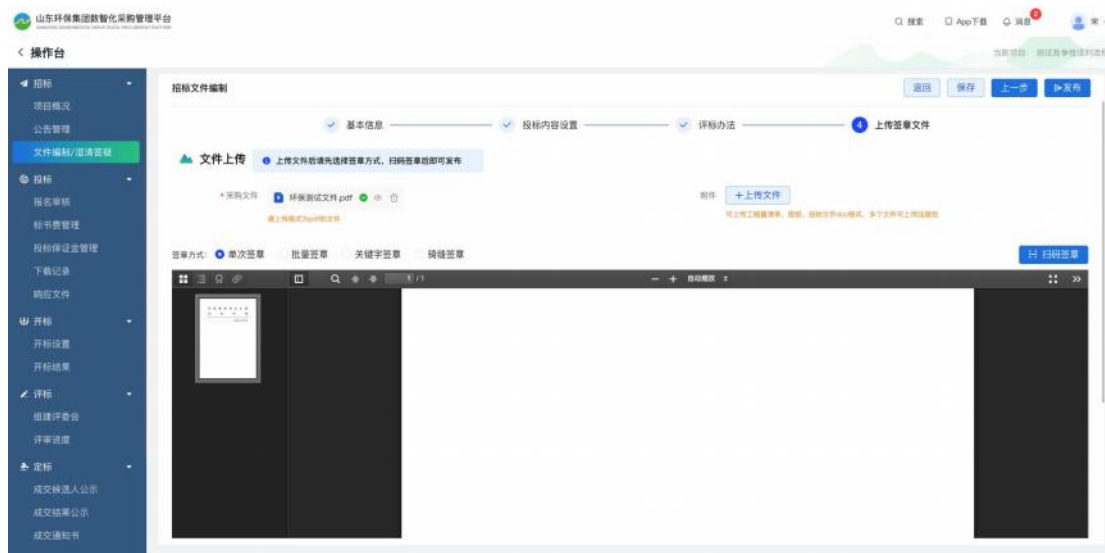 山东环保集团数智化采购管理平台
搜索 App下载 消息 宋
操作台
招标
项目概况
公告管理
文件编制/澄清答疑
投标
报名审核
标书费管理
投标保证金管理
下载记录
响应文件
开标
开标设置
开标结果
评标
组建评委会
评审进度
定标
成交候选人公示
成交结果公示
成交通知书
招标文件编制
返回 保存 上一步 发布
基本信息 投标内容设置 评标办法 4 上传签章文件
文件上传 上传文件后请先选择签章方式，扫码签章后即可发布
*采购文件 环保测试文件.pdf
请上传格式为pdf的文件
附件 +上传文件
签章方式: 单次签章 批量签章 关键字签章 骑缝签章
扫码签章
1 /1 自动缩放